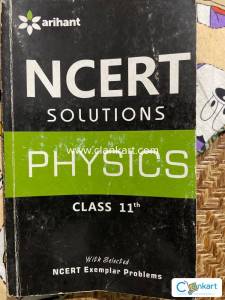 arihant
NCERT
SOLUTIONS
www.clankart.com
PHYSICS
CLASS 11th
With Selected
NCERT Exemplar Problems
Clankart